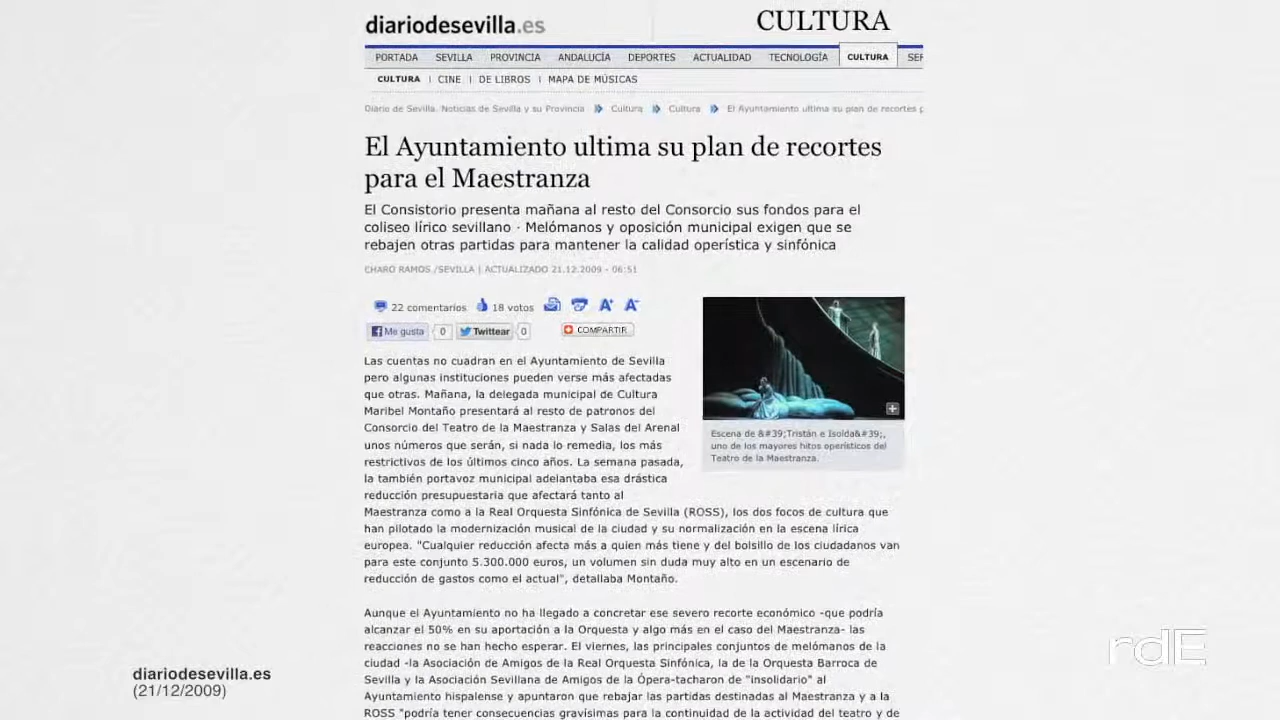 diariodesevilla.es
CULTURA
PORTADA SEVILLA PROVINCIA ANDALUCÍA DEPORTES ACTUALIDAD TECNOLOGÍA CULTURA SER
CULTURA | CINE | DE LIBROS | MAPA DE MÚSICAS
Diario de Sevilla. Noticias de Sevilla y su Provincia Cultura Cultura El Ayuntamiento ultima su plan de recortes p
El Ayuntamiento ultima su plan de recortes
para el Maestranza
El Consistorio presenta mañana al resto del Consorcio sus fondos para el
coliseo lírico sevillano · Melómanos y oposición municipal exigen que se
rebajen otras partidas para mantener la calidad operística y sinfónica
CHARO RAMOS /SEVILLA | ACTUALIZADO 21.12.2009 - 06:51
22 comentarios 18 votos A+ A-
Me gusta 0 Twittear 0 COMPARTIR
Las cuentas no cuadran en el Ayuntamiento de Sevilla
pero algunas instituciones pueden verse más afectadas
que otras. Mañana, la delegada municipal de Cultura
Maribel Montaño presentará al resto de patronos del
Consorcio del Teatro de la Maestranza y Salas del Arenal
unos números que serán, si nada lo remedia, los más
restrictivos de los últimos cinco años. La semana pasada,
la también portavoz municipal adelantaba esa drástica
reducción presupuestaria que afectará tanto al
Maestranza como a la Real Orquesta Sinfónica de Sevilla (ROSS), los dos focos de cultura que
han pilotado la modernización musical de la ciudad y su normalización en la escena lírica
europea. "Cualquier reducción afecta más a quien más tiene y del bolsillo de los ciudadanos van
para este conjunto 5.300.000 euros, un volumen sin duda muy alto en un escenario de
reducción de gastos como el actual", detallaba Montaño.
Escena de &#39;Tristán e Isolda&#39;,
uno de los mayores hitos operísticos del
Teatro de la Maestranza.
Aunque el Ayuntamiento no ha llegado a concretar ese severo recorte económico -que podría
alcanzar el 50% en su aportación a la Orquesta y algo más en el caso del Maestranza- las
reacciones no se han hecho esperar. El viernes, las principales conjuntos de melómanos de la
ciudad -la Asociación de Amigos de la Real Orquesta Sinfónica, la de la Orquesta Barroca de
Sevilla y la Asociación Sevillana de Amigos de la Ópera-tacharon de "insolidario" al
Ayuntamiento hispalense y apuntaron que rebajar las partidas destinadas al Maestranza y a la
ROSS "podría tener consecuencias gravísimas para la continuidad de la actividad del teatro y de
diariodesevilla.es
(21/12/2009)
rdE